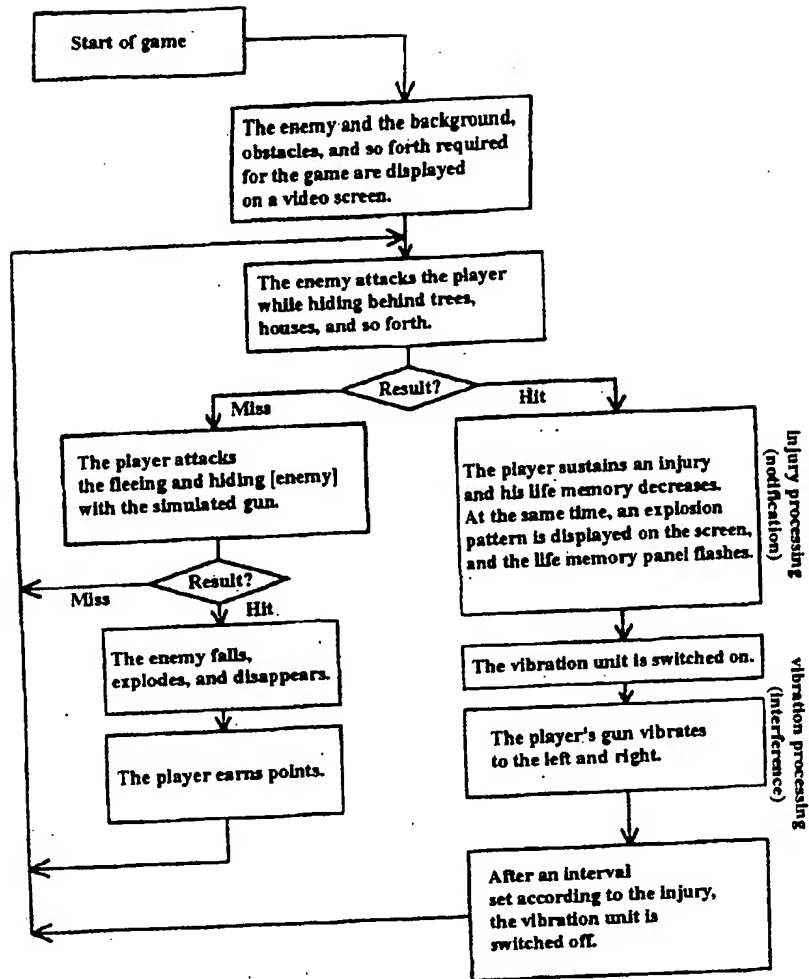 Start of game
The enemy and the background,
obstacles, and so forth required
for the game are displayed
on a video screen.
The enemy attacks the player
while hiding behind trees,
houses, and so forth.
Result?
Miss
Hit
The player attacks
the fleeing and hiding [enemy]
with the simulated gun.
Result?
Miss
Hit
The enemy falls,
explodes, and disappears.
The player earns points.
The player sustains an injury
and his life memory decreases.
At the same time, an explosion
pattern is displayed on the screen,
and the life memory panel flashes.
injury processing
(notification)
The vibration unit is switched on.
The player's gun vibrates
to the left and right.
vibration processing
(interference)
After an interval
set according to the injury,
the vibration unit is
switched off.